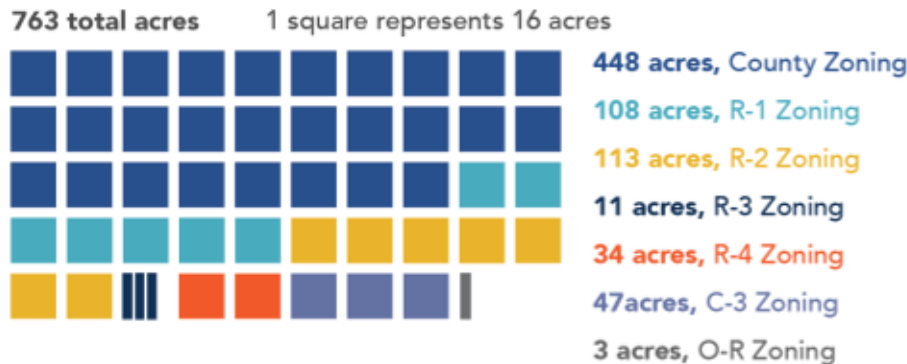 763 total acres
1 square represents 16 acres
448 acres, County Zoning
108 acres, R-1 Zoning
113 acres, R-2 Zoning
11 acres, R-3 Zoning
34 acres, R-4 Zoning
47acres, C-3 Zoning
3 acres, O-R Zoning